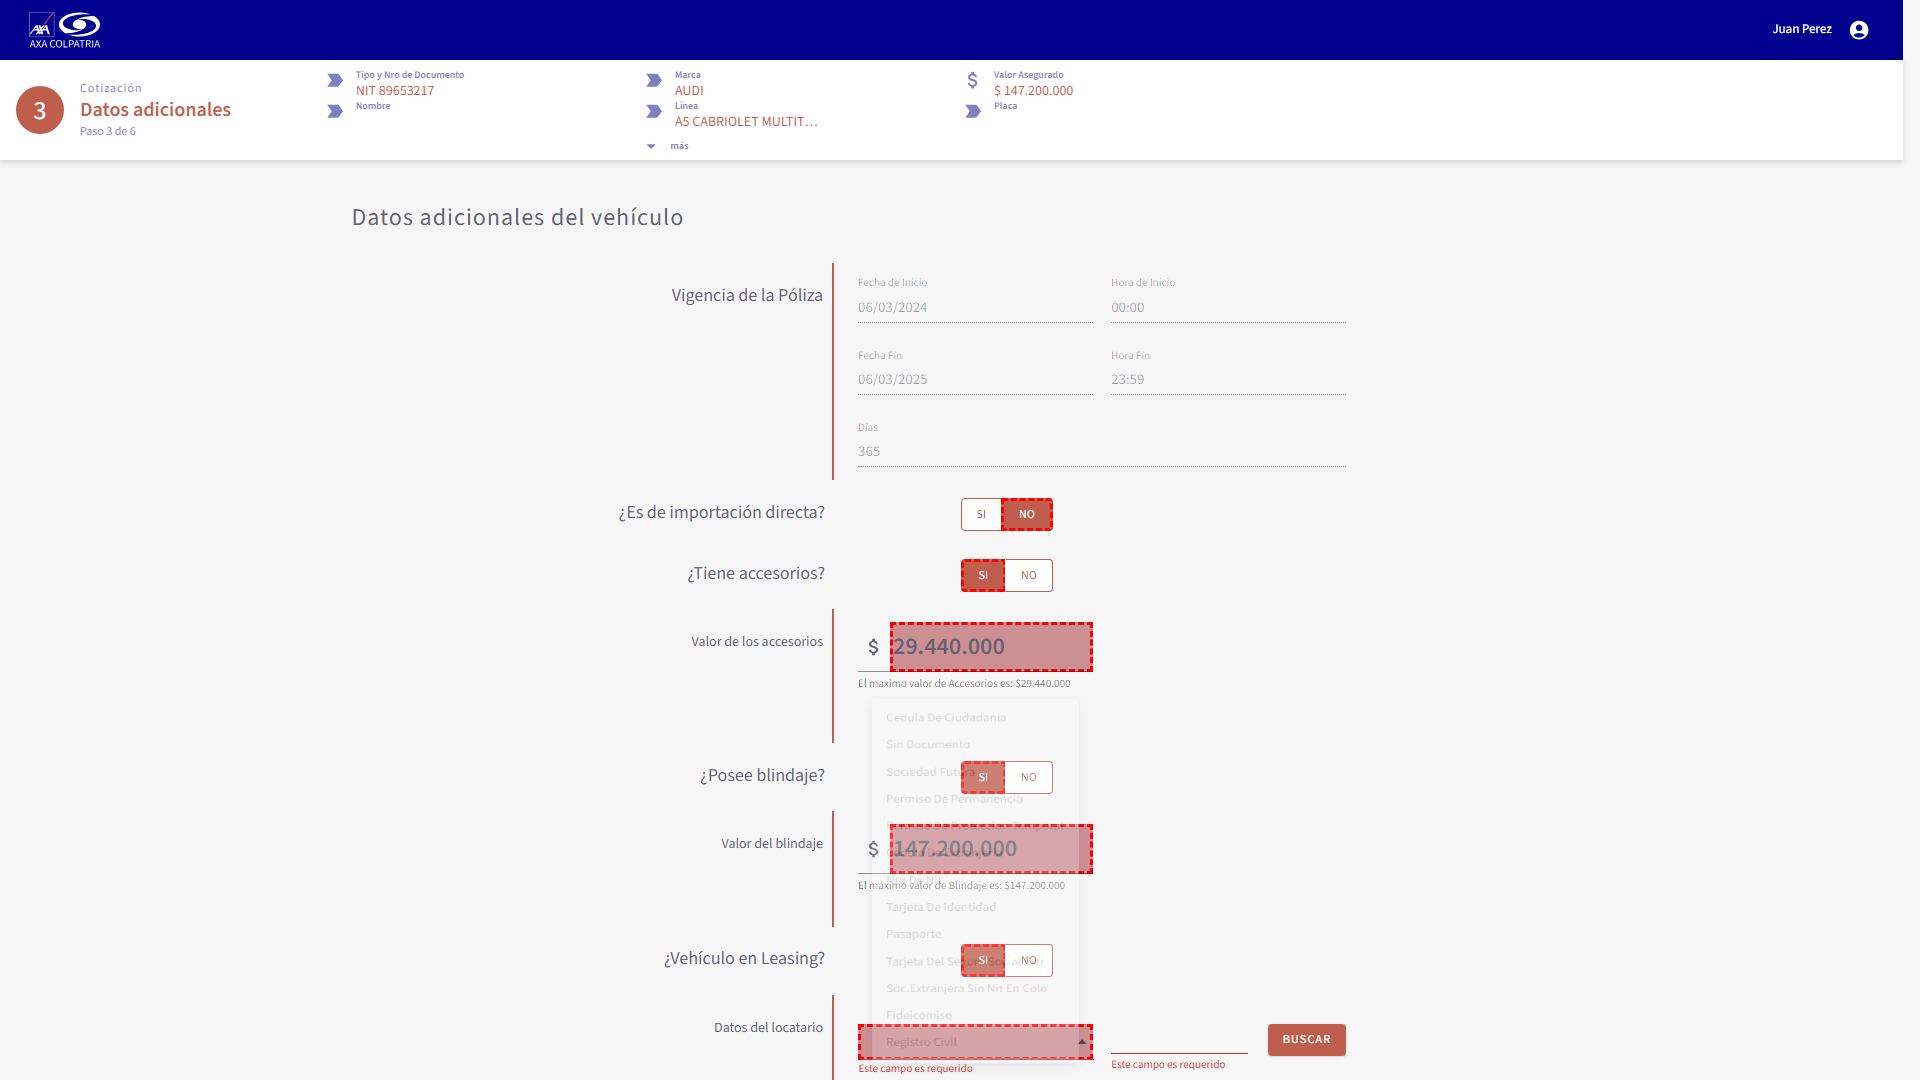 AXA
AXA COLPATRIA
Juan Perez
3
Cotización
Datos adicionales
Paso 3 de 6
Tipo y Nro de Documento
NIT 89653217
Nombre
Marca
AUDI
Línea
A5 CABRIOLET MULTIT...
más
$
Valor Asegurado
$ 147.200.000
Placa
Datos adicionales del vehículo
Vigencia de la Póliza
Fecha de Inicio
06/03/2024
Hora de Inicio
00:00
Fecha Fin
06/03/2025
Hora Fin
23:59
Días
365
¿Es de importación directa?
SI
NO
¿Tiene accesorios?
SI
NO
Valor de los accesorios
$ 29.440.000
El maximo valor de Accesorios es: $29.440.000
Cedula De Ciudadania
Sin Documento
Sociedad Futura
¿Posee blindaje?
SI
NO
Permiso De Permanencia
Permiso De Proteccion Temporal
Valor del blindaje
$ 147.200.000
El maximo valor de Blindaje es: $147.200.000
Nro De Nit
Tarjeta De Identidad
Pasaporte
¿Vehículo en Leasing?
SI
NO
Tarjeta Del Seguro Social
Soc.Extranjera Sin Nit En Colo
Fideicomiso
Datos del locatario
Registro Civil
Este campo es requerido
Este campo es requerido
BUSCAR